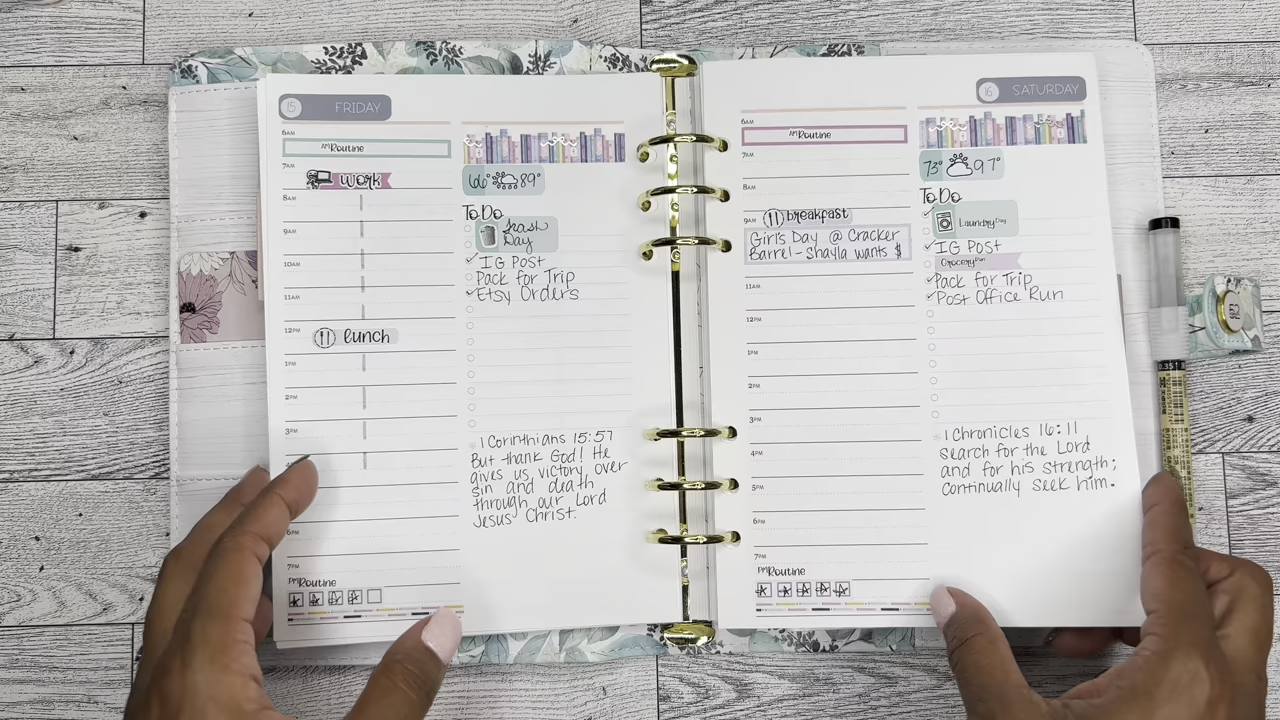 15 FRIDAY
6AM
AM Routine
7AM
work
8AM
9AM
10AM
11AM
12PM
lunch
1PM
2PM
3PM
6PM
7PM
PM Routine
66° 89°
To Do
Trash
Day
IG Post
Pack for Trip
Etsy Orders
1 Corinthians 15:57
But thank God! He
gives us victory over
sin and death
through our Lord
Jesus Christ.
16 SATURDAY
6AM
AM Routine
7AM
8AM
9AM
breakfast
Girls Day @ Cracker
Barrel - Shayla wants $
11AM
12PM
1PM
2PM
3PM
4PM
5PM
6PM
7PM
PM Routine
73° 97°
To Do
Laundry Day
IG Post
Grocery Run
Pack for Trip
Post Office Run
1 Chronicles 16:11
search for the Lord
and for his strength;
continually seek him.
0.35